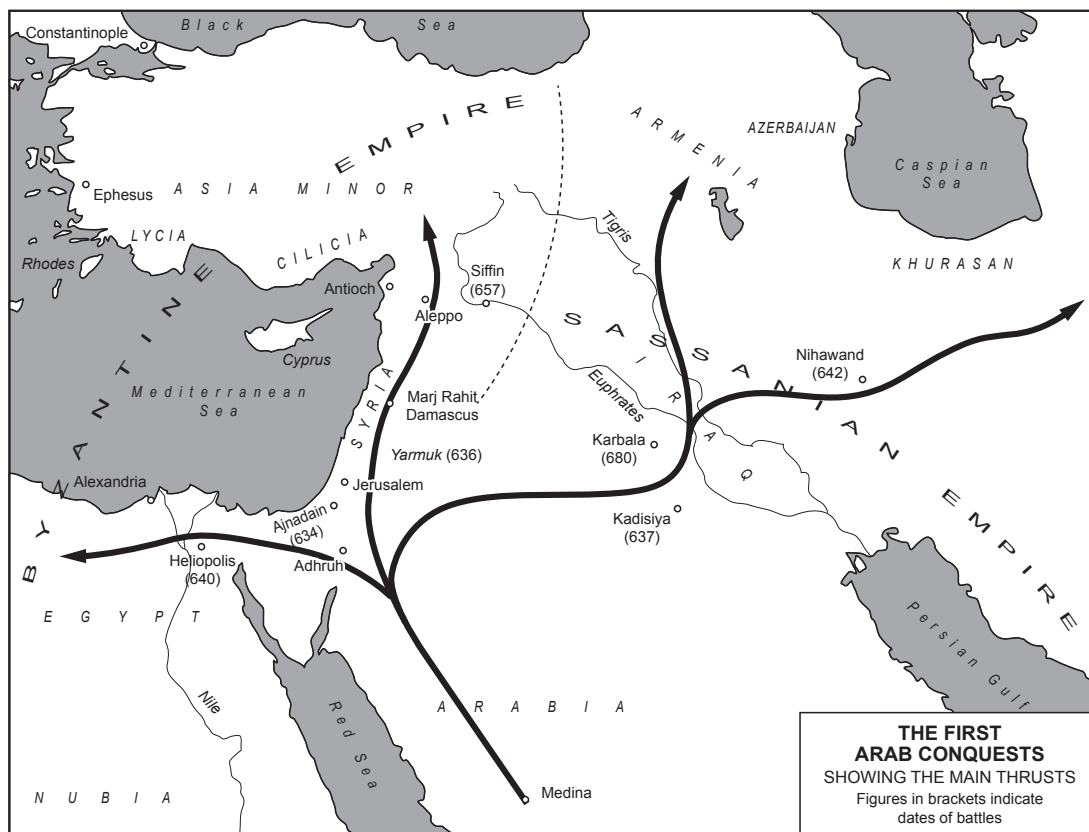 Constantinople
Black Sea
BYZANTINE EMPIRE
ARMENIA
AZERBAIJAN
Caspian
Sea
Ephesus
ASIA MINOR
LYCIA
CILICIA
Rhodes
Tigris
KHURASAN
Antioch
Siffin
(657)
Aleppo
SASSANIAN EMPIRE
Cyprus
IRAQ
Nihawand
(642)
Mediterranean
Sea
SYRIA
Marj Rahit
Damascus
Euphrates
Yarmuk (636)
Karbala
(680)
Alexandria
Jerusalem
Ajnadain
(634)
Kadisiya
(637)
Heliopolis
(640)
Adhruh
EGYPT
Persian Gulf
Nile
Red Sea
ARABIA
NUBIA
Medina
THE FIRST
ARAB CONQUESTS
SHOWING THE MAIN THRUSTS
Figures in brackets indicate
dates of battles